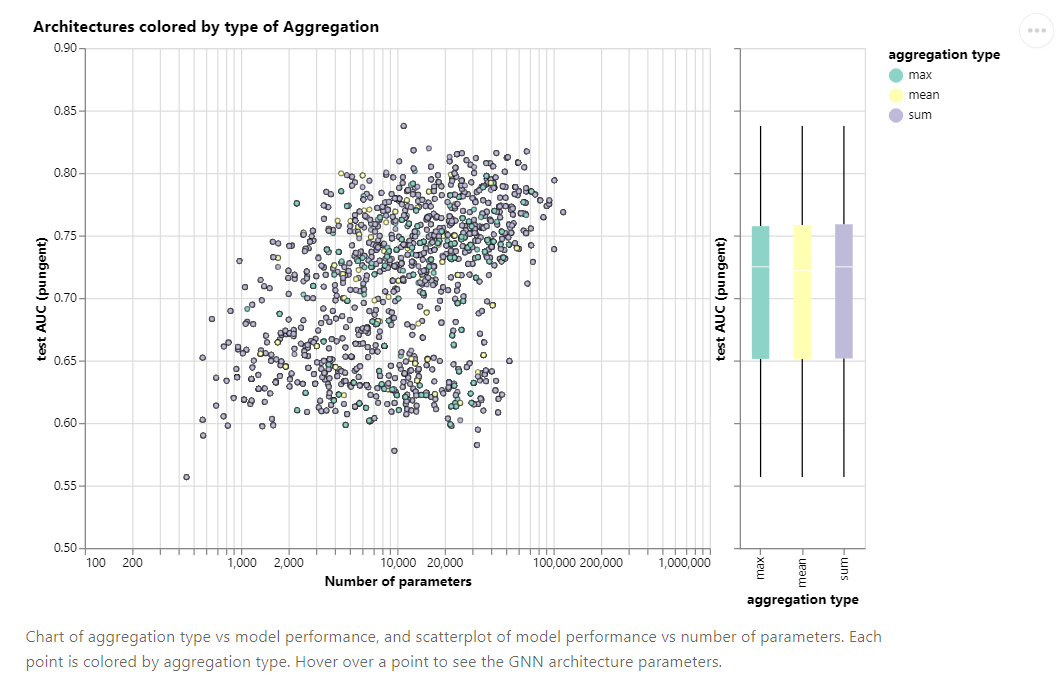 Architectures colored by type of Aggregation
0.90
0.85
0.80
0.75
0.70
0.65
0.60
0.55
0.50
test AUC (pungent)
100 200 1,000 2,000 10,000 20,000 100,000 200,000 1,000,000
Number of parameters
test AUC (pungent)
max mean sum
aggregation type
aggregation type
max
mean
sum
Chart of aggregation type vs model performance, and scatterplot of model performance vs number of parameters. Each
point is colored by aggregation type. Hover over a point to see the GNN architecture parameters.